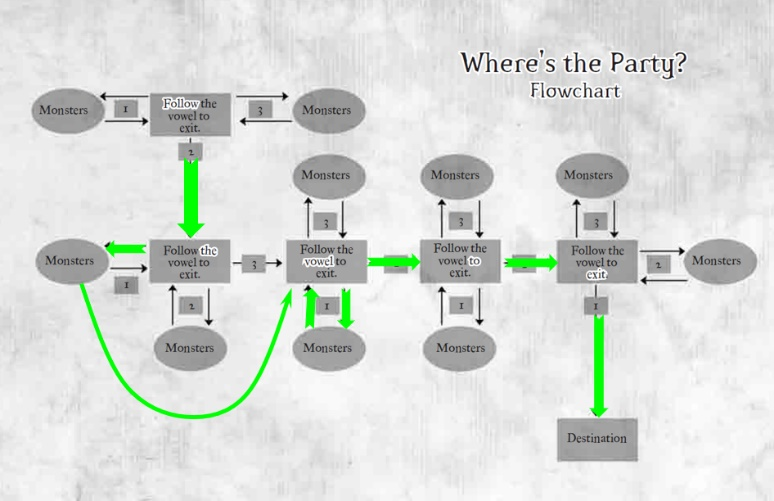 Where's the Party?
Flowchart
Monsters
1
Follow the
vowel to
exit.
3
Monsters
2
Monsters
Monsters
Monsters
3
3
3
Monsters
1
Follow the
vowel to
exit.
3
Follow the
vowel to
exit.
Follow the
vowel to
exit.
Follow the
vowel to
exit.
2
Monsters
2
1
1
1
Monsters
Monsters
Monsters
Destination